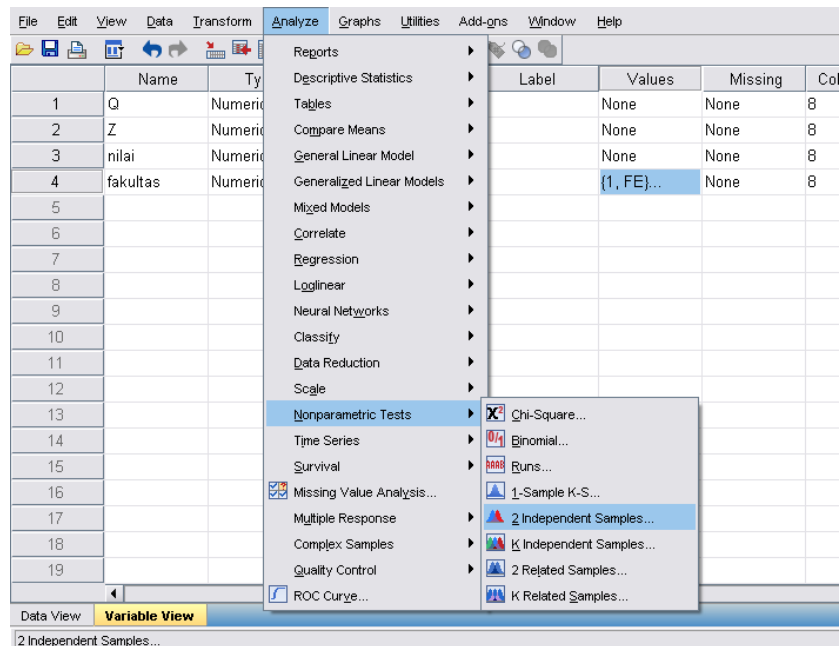 File Edit View Data Transform Analyze Graphs Utilities Add-ons Window Help
Name Ty Label Values Missing Col
1 Q Numeric None None 8
2 Z Numeric None None 8
3 nilai Numeric None None 8
4 fakultas Numeric {1, FE}... None 8
5
6
7
8
9
10
11
12
13
14
15
16
17
18
19
Reports
Descriptive Statistics
Tables
Compare Means
General Linear Model
Generalized Linear Models
Mixed Models
Correlate
Regression
Loglinear
Neural Networks
Classify
Data Reduction
Scale
Nonparametric Tests
Time Series
Survival
Missing Value Analysis...
Multiple Response
Complex Samples
Quality Control
ROC Curve...
Chi-Square...
Binomial...
Runs...
1-Sample K-S...
2 Independent Samples...
K Independent Samples...
2 Related Samples...
K Related Samples...
Data View Variable View
2 Independent Samples...